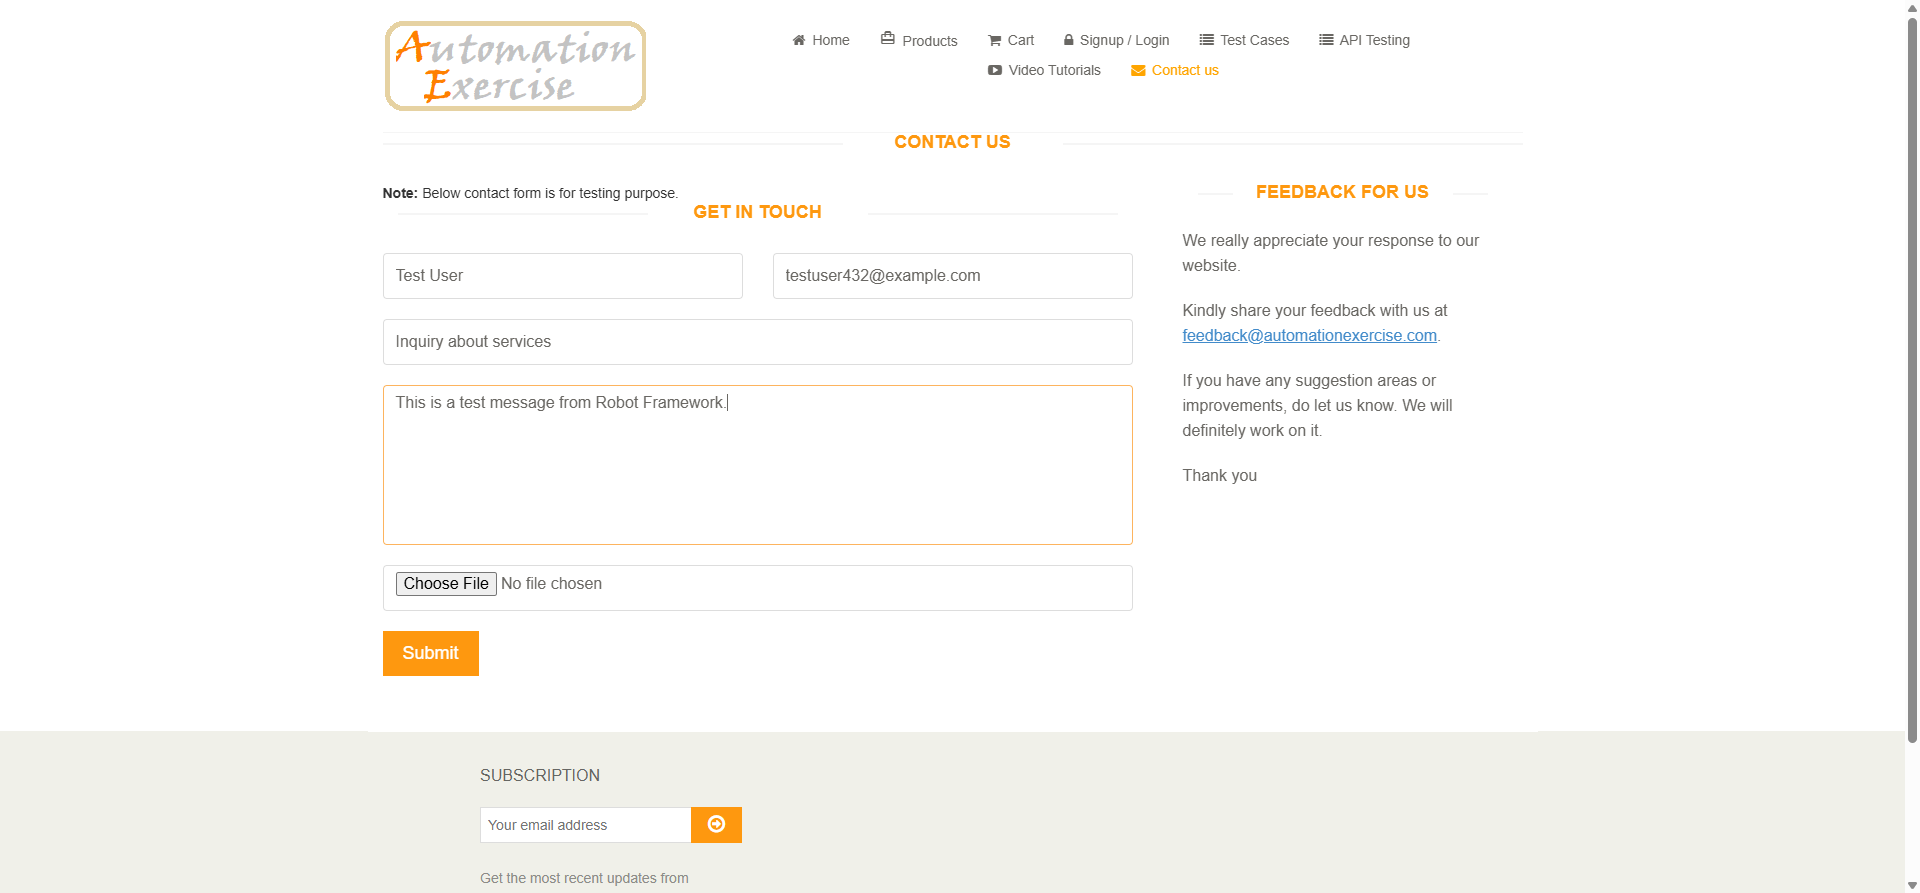 Automation
Exercise
Home
Products
Cart
Signup / Login
Test Cases
API Testing
Video Tutorials
Contact us
CONTACT US
Note: Below contact form is for testing purpose.
GET IN TOUCH
Test User
testuser432@example.com
Inquiry about services
This is a test message from Robot Framework.
Choose File No file chosen
Submit
FEEDBACK FOR US
We really appreciate your response to our
website.
Kindly share your feedback with us at
feedback@automationexercise.com.
If you have any suggestion areas or
improvements, do let us know. We will
definitely work on it.
Thank you
SUBSCRIPTION
Your email address
Get the most recent updates from